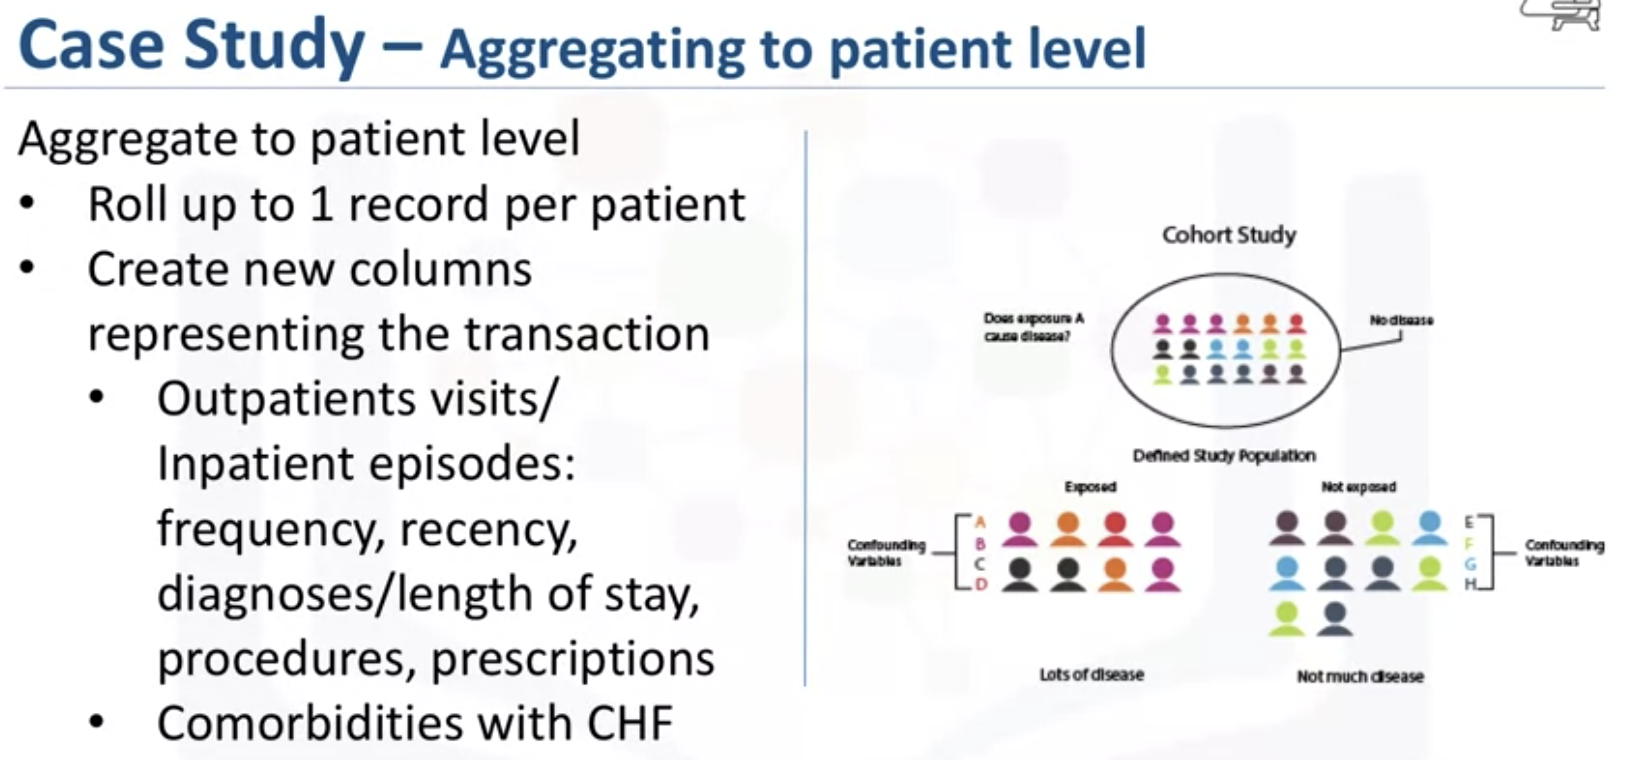 Case Study – Aggregating to patient level
Aggregate to patient level
• Roll up to 1 record per patient
• Create new columns
representing the transaction
• Outpatients visits/
Inpatient episodes:
frequency, recency,
diagnoses/length of stay,
procedures, prescriptions
• Comorbidities with CHF
Cohort Study
Does exposure A
cause disease?
No disease
Defined Study Population
Exposed
Not exposed
Confounding
Variables
A
B
C
D
E
F
G
H
Confounding
Variables
Lots of disease
Not much disease